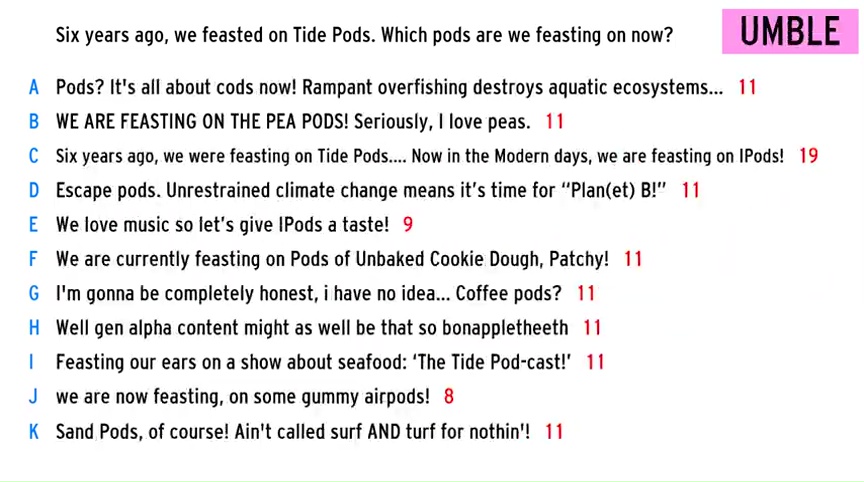 Six years ago, we feasted on Tide Pods. Which pods are we feasting on now?
UMBLE
A Pods? It's all about cods now! Rampant overfishing destroys aquatic ecosystems... 11
B WE ARE FEASTING ON THE PEA PODS! Seriously, I love peas. 11
C Six years ago, we were feasting on Tide Pods.... Now in the Modern days, we are feasting on IPods! 19
D Escape pods. Unrestrained climate change means it's time for “Plan(et) B!” 11
E We love music so let's give IPods a taste! 9
F We are currently feasting on Pods of Unbaked Cookie Dough, Patchy! 11
G I'm gonna be completely honest, i have no idea... Coffee pods? 11
H Well gen alpha content might as well be that so bonappletheeth 11
I Feasting our ears on a show about seafood: ‘The Tide Pod-cast!’ 11
J we are now feasting, on some gummy airpods! 8
K Sand Pods, of course! Ain't called surf AND turf for nothin'! 11